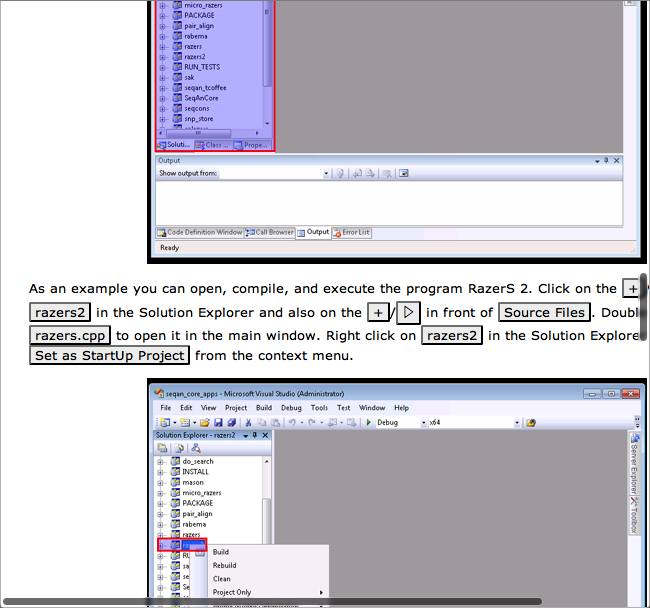 micro_razers
PACKAGE
pair_align
rabema
razers
razers2
RUN_TESTS
sak
seqan_tcoffee
SeqAnCore
seqcons
snp_store
Soluti... Class ... Prope...
Output
Show output from:
Code Definition Window Call Browser Output Error List
Ready
As an example you can open, compile, and execute the program RazerS 2. Click on the +
razers2 in the Solution Explorer and also on the +/▷ in front of Source Files. Doubl
razers.cpp to open it in the main window. Right click on razers2 in the Solution Explore
Set as StartUp Project from the context menu.
seqan_core_apps - Microsoft Visual Studio (Administrator)
File Edit View Project Build Debug Tools Test Window Help
Debug x64
Solution Explorer - razers2
do_search
INSTALL
mason
micro_razers
PACKAGE
pair_align
rabema
razers
Build
RU
Rebuild
sa
Clean
se
Project Only
Se
se
Server Explorer
Toolbox